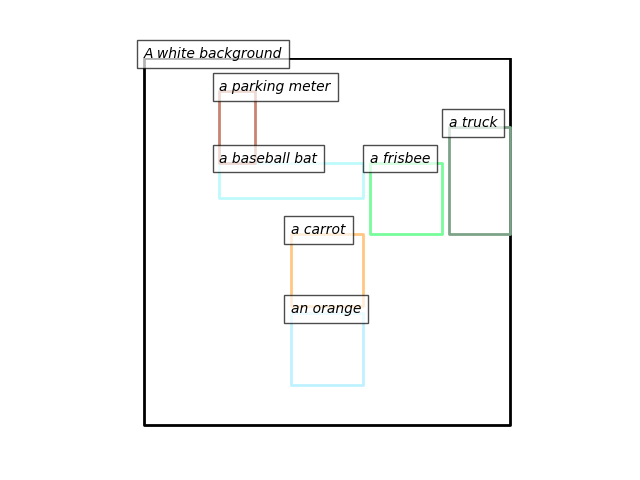 A white background
a parking meter
a truck
a baseball bat
a frisbee
a carrot
an orange